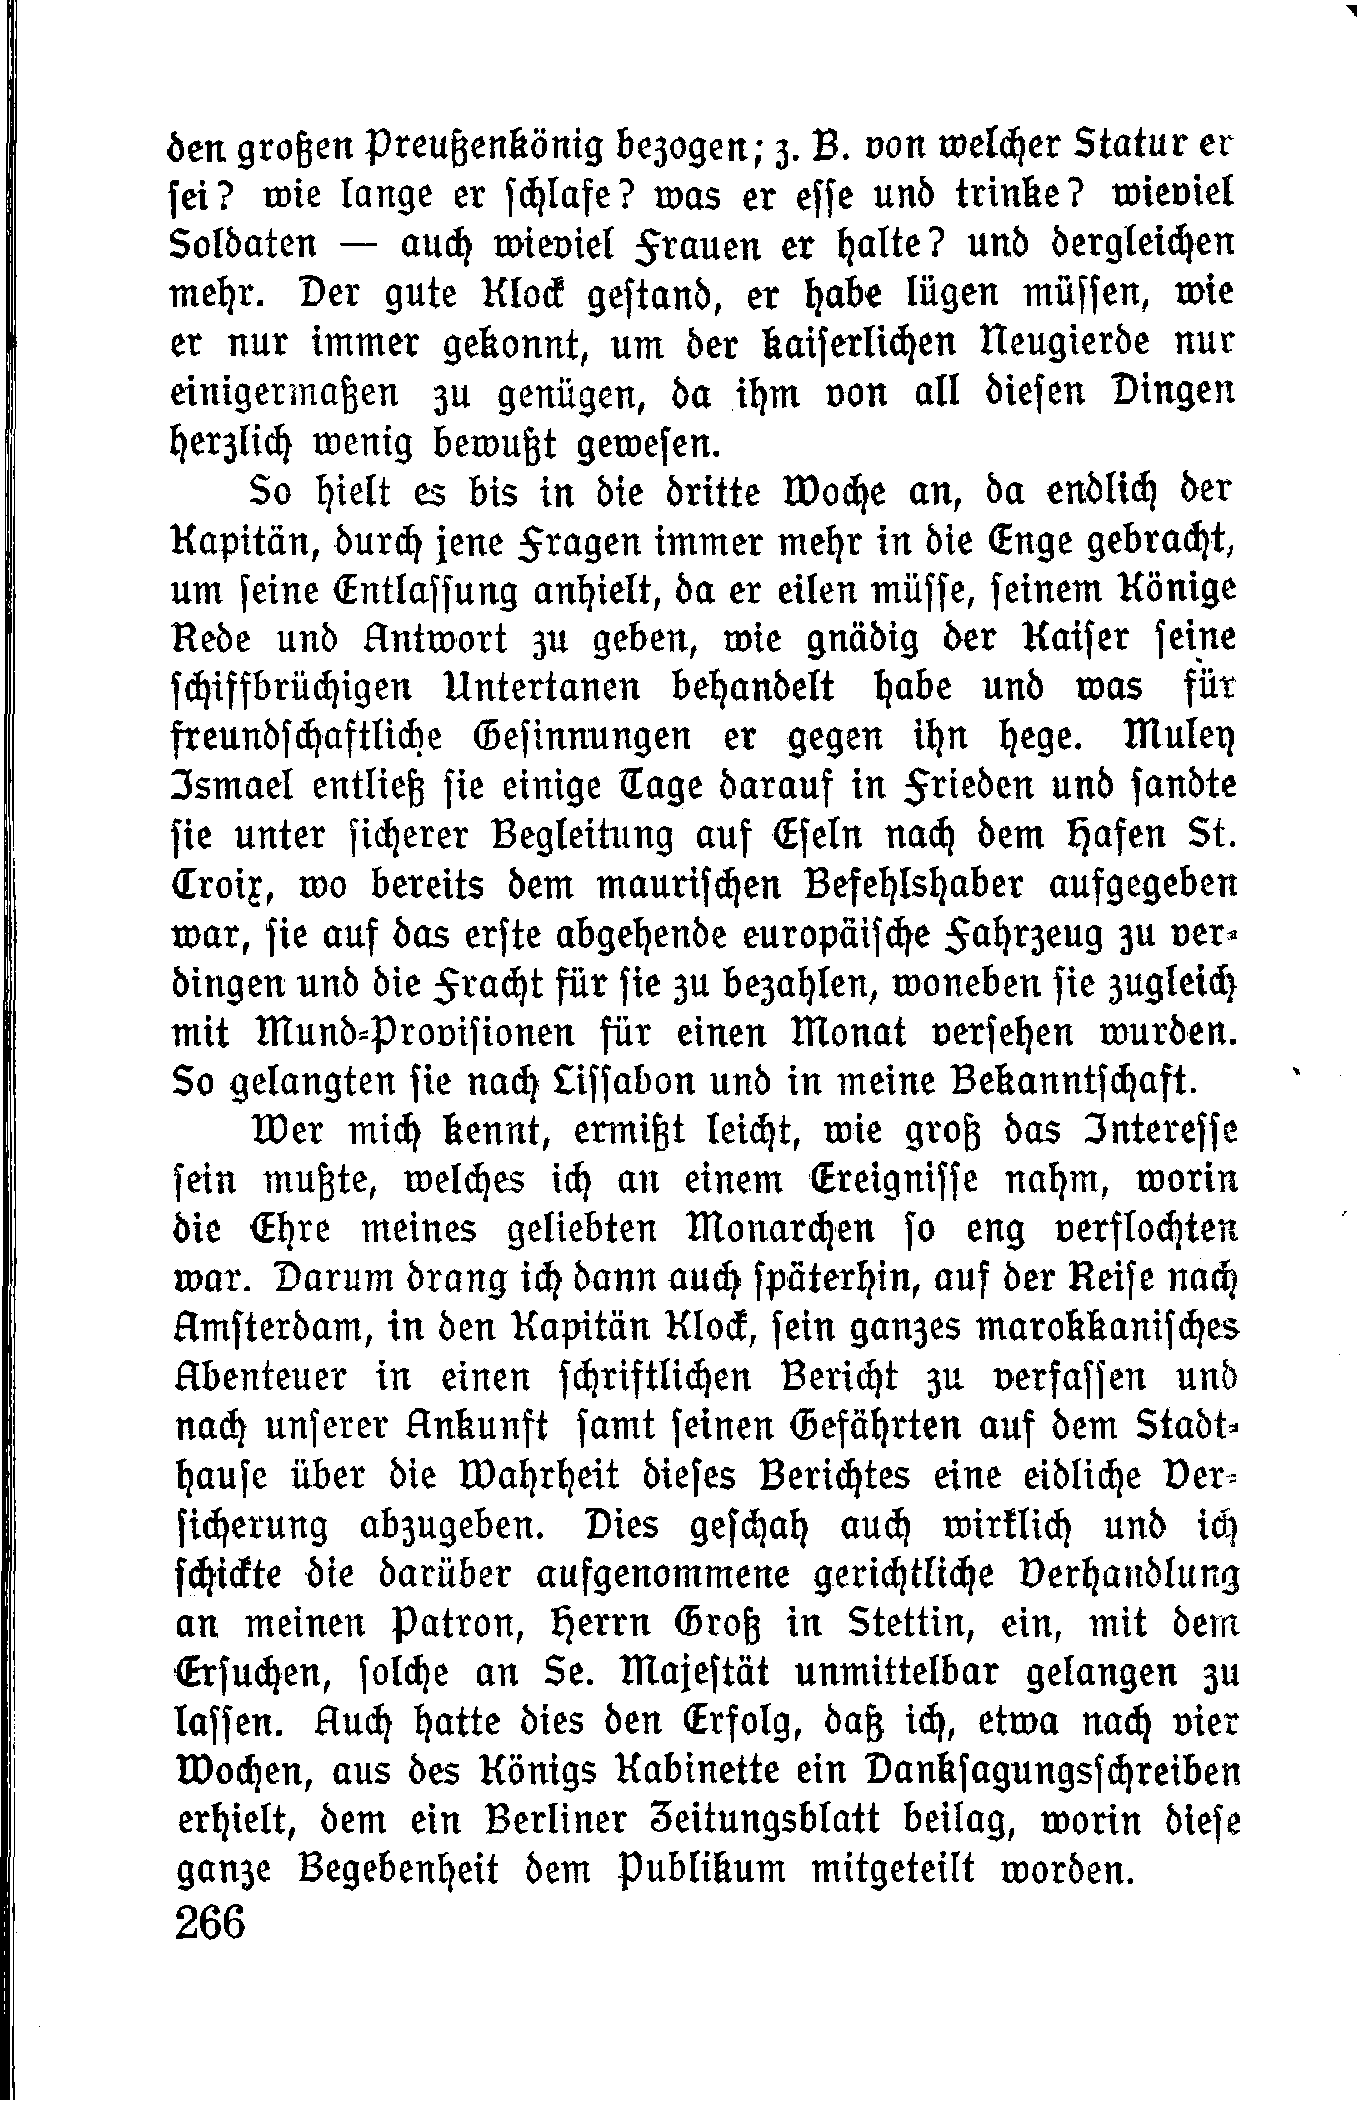 den großen Preußenkönig bezogen; z. B. von welcher Statur er
sei? wie lange er schlafe? was er esse und trinke? wieviel
Soldaten — auch wieviel Frauen er halte? und dergleichen
mehr. Der gute Klock gestand, er habe lügen müssen, wie
er nur immer gekonnt, um der kaiserlichen Neugierde nur
einigermaßen zu genügen, da ihm von all diesen Dingen
herzlich wenig bewußt gewesen.
So hielt es bis in die dritte Woche an, da endlich der
Kapitän, durch jene Fragen immer mehr in die Enge gebracht,
um seine Entlassung anhielt, da er eilen müsse, seinem Könige
Rede und Antwort zu geben, wie gnädig der Kaiser seine
schiffbrüchigen Untertanen behandelt habe und was für
freundschaftliche Gesinnungen er gegen ihn hege. Muley
Ismael entließ sie einige Tage darauf in Frieden und sandte
sie unter sicherer Begleitung auf Eseln nach dem Hafen St.
Croix, wo bereits dem maurischen Befehlshaber aufgegeben
war, sie auf das erste abgehende europäische Fahrzeug zu ver-
dingen und die Fracht für sie zu bezahlen, woneben sie zugleich
mit Mund-Provisionen für einen Monat versehen wurden.
So gelangten sie nach Lissabon und in meine Bekanntschaft.
Wer mich kennt, ermißt leicht, wie groß das Interesse
sein mußte, welches ich an einem Ereignisse nahm, worin
die Ehre meines geliebten Monarchen so eng verflochten
war. Darum drang ich dann auch späterhin, auf der Reise nach
Amsterdam, in den Kapitän Klock, sein ganzes marokkanisches
Abenteuer in einen schriftlichen Bericht zu verfassen und
nach unserer Ankunft samt seinen Gefährten auf dem Stadt-
hause über die Wahrheit dieses Berichtes eine eidliche Ver-
sicherung abzugeben. Dies geschah auch wirklich und ich
schickte die darüber aufgenommene gerichtliche Verhandlung
an meinen Patron, Herrn Groß in Stettin, ein, mit dem
Ersuchen, solche an Se. Majestät unmittelbar gelangen zu
lassen. Auch hatte dies den Erfolg, daß ich, etwa nach vier
Wochen, aus des Königs Kabinette ein Danksagungsschreiben
erhielt, dem ein Berliner Zeitungsblatt beilag, worin diese
ganze Begebenheit dem Publikum mitgeteilt worden.
266